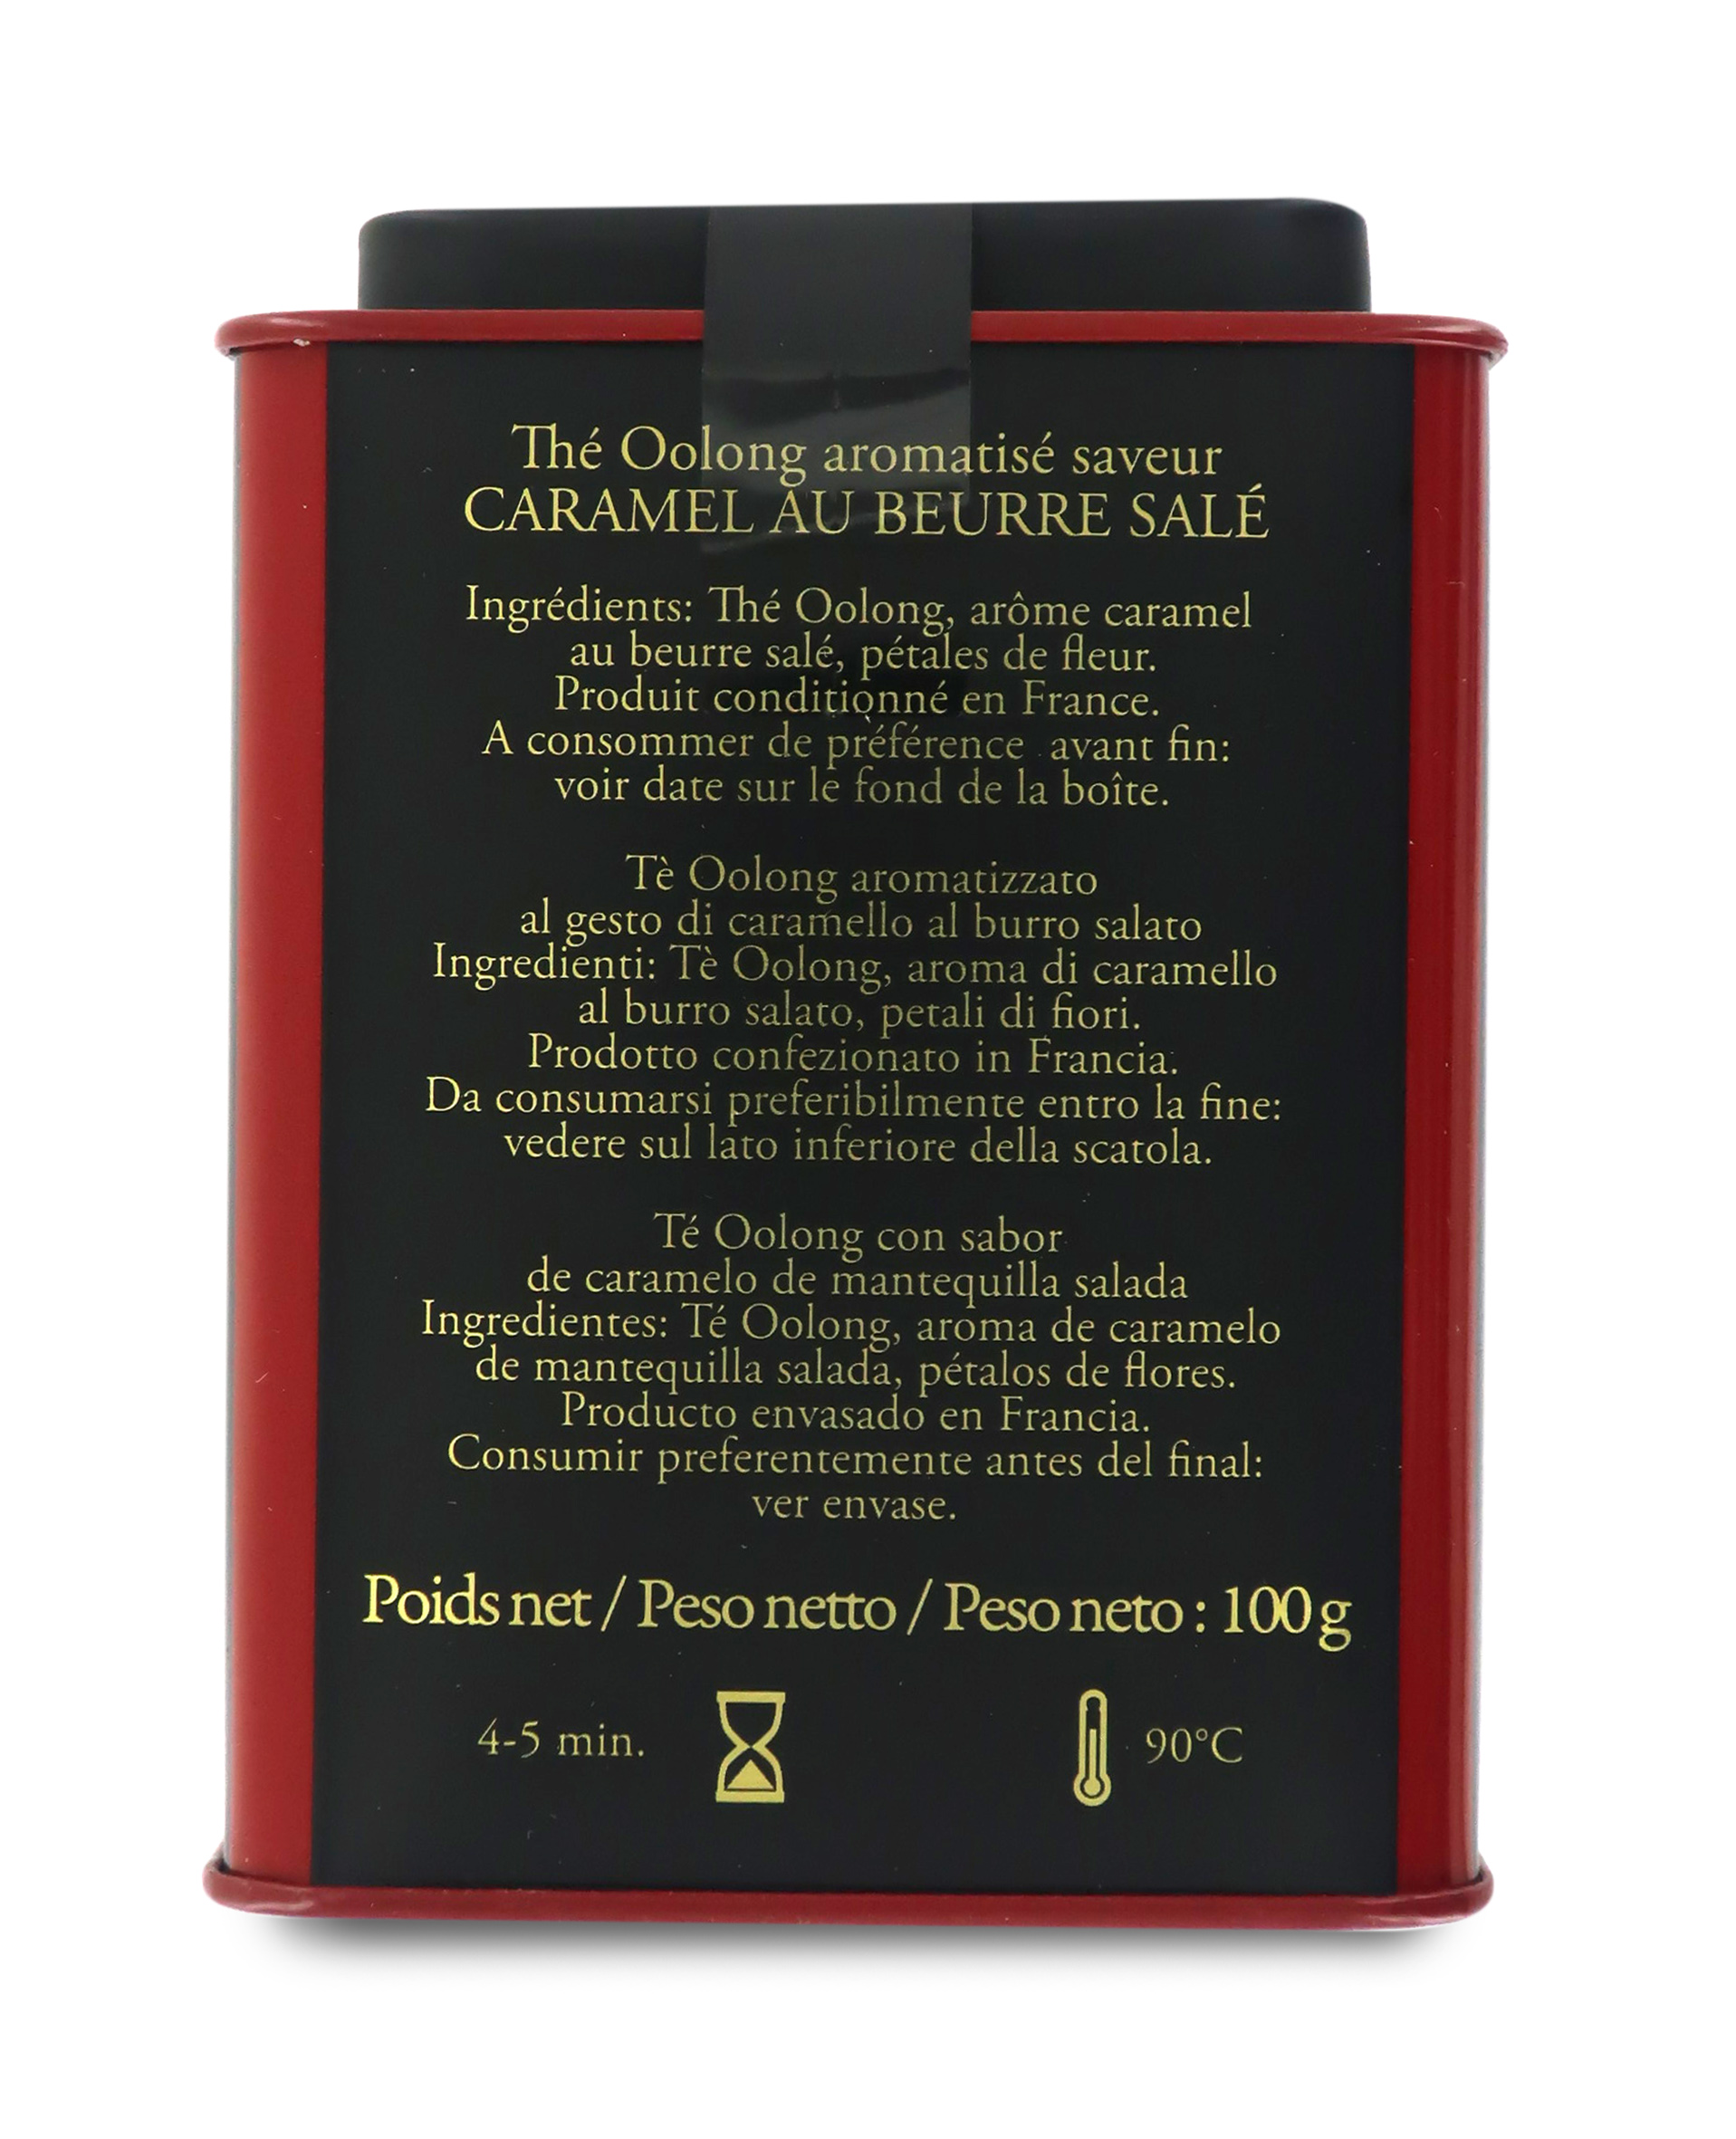 Thé Oolong aromatisé saveur
CARAMEL AU BEURRE SALÉ
Ingrédients: Thé Oolong, arôme caramel
au beurre salé, pétales de fleur.
Produit conditionné en France.
A consommer de préférence avant fin:
voir date sur le fond de la boîte.
Tè Oolong aromatizzato
al gesto di caramello al burro salato
Ingredienti: Tè Oolong, aroma di caramello
al burro salato, petali di fiori.
Prodotto confezionato in Francia.
Da consumarsi preferibilmente entro la fine:
vedere sul lato inferiore della scatola.
Té Oolong con sabor
de caramelo de mantequilla salada
Ingredientes: Té Oolong, aroma de caramelo
de mantequilla salada, pétalos de flores.
Producto envasado en Francia.
Consumir preferentemente antes del final:
ver envase.
Poids net / Peso netto / Peso neto : 100 g
4-5 min. 90°C